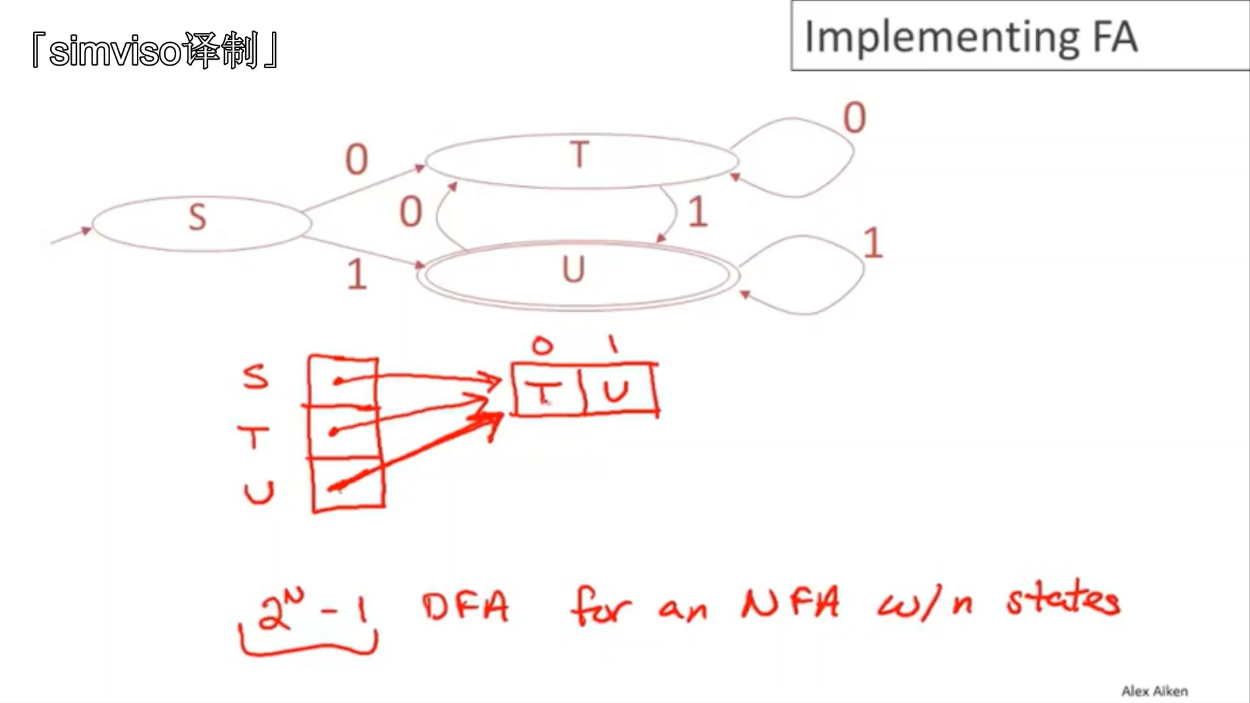 「simviso译制」
Implementing FA
0
0
T
S
0
1
1
1
U
0 1
S
T U
T
U
2^N - 1 DFA for an NFA w/n states
Alex Aiken